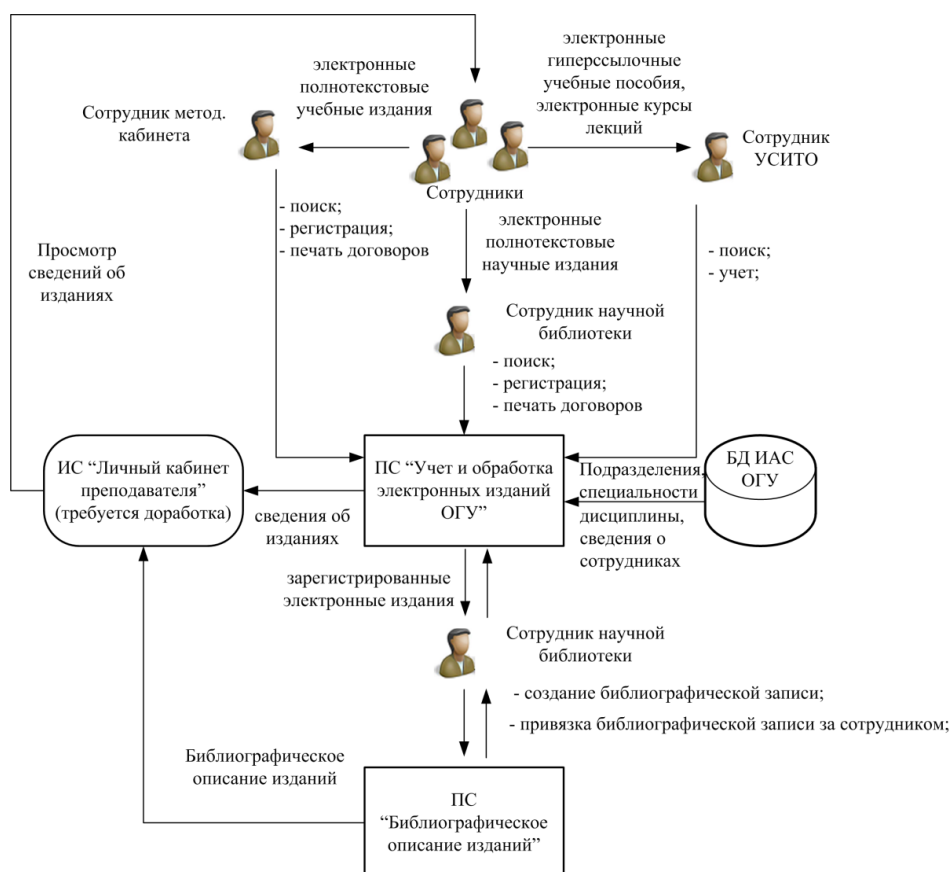 электронные
гиперссылочные
учебные пособия,
электронные курсы
лекций
электронные
полнотекстовые
учебные издания
Сотрудник метод.
кабинета
Сотрудник
УСИТО
Сотрудники
- поиск;
- регистрация;
- печать договоров
электронные
полнотекстовые
научные издания
- поиск;
- учет;
Просмотр
сведений об
изданиях
Сотрудник научной
библиотеки
- поиск;
- регистрация;
- печать договоров
ИС “Личный кабинет
преподавателя”
(требуется доработка)
сведения об
изданиях
ПС “Учет и обработка
электронных изданий
ОГУ”
Подразделения,
специальности
дисциплины,
сведения о
сотрудниках
БД ИАС
ОГУ
зарегистрированные
электронные издания
Сотрудник научной
библиотеки
- создание библиографической записи;
- привязка библиографической записи за сотрудником;
Библиографическое
описание изданий
ПС
“Библиографическое
описание изданий”